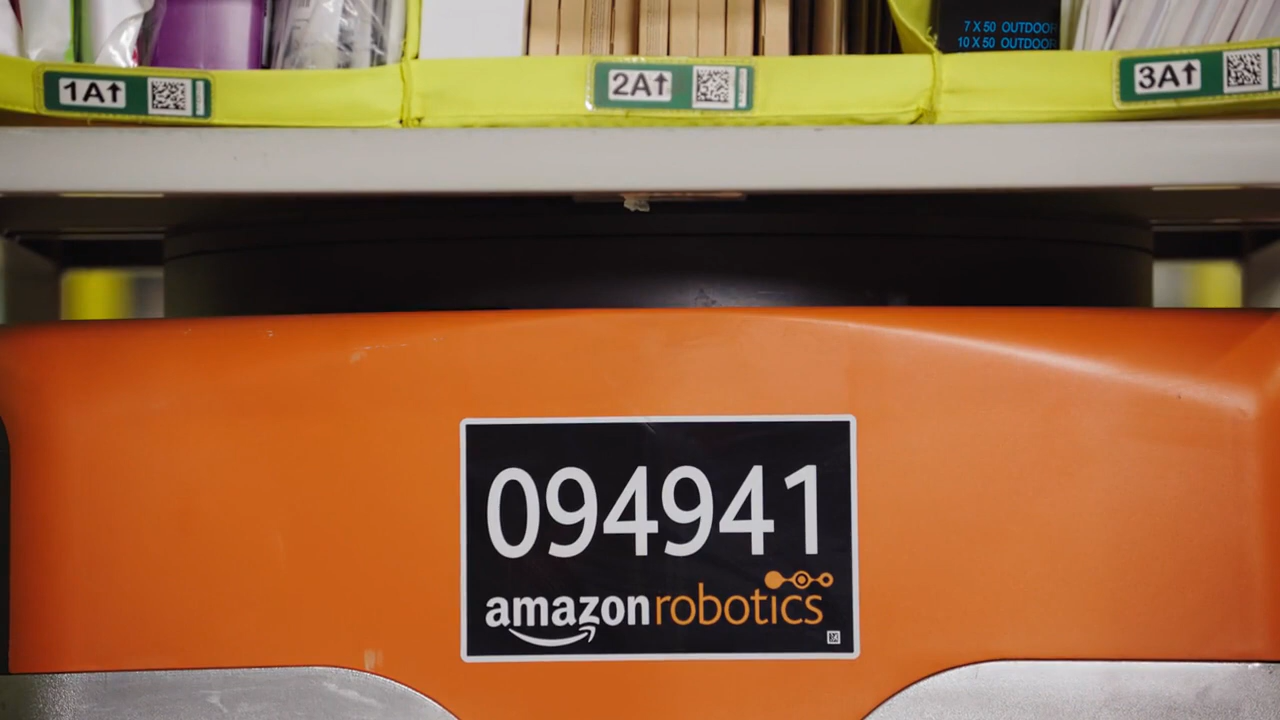 7 X 50 OUTDOOR
10 X 50 OUTDOOR
1A↑
2A↑
3A↑
094941
amazonrobotics